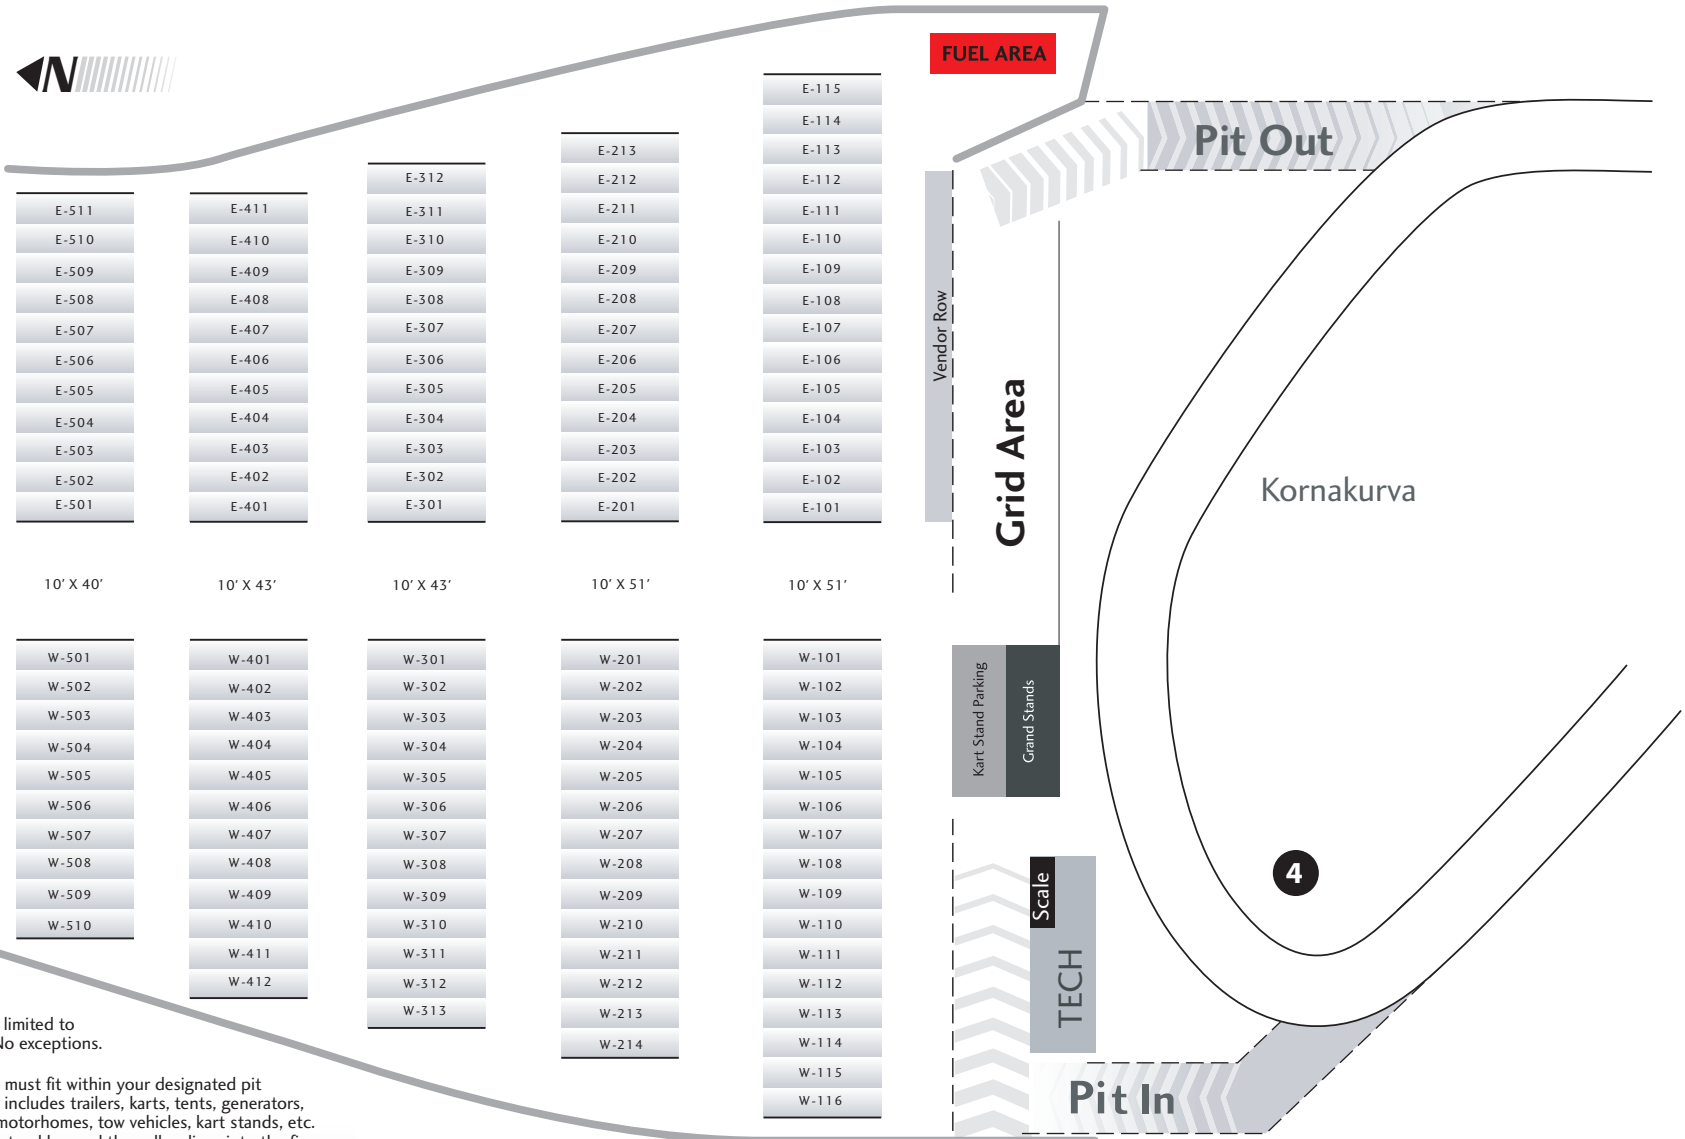 N
FUEL AREA
Pit Out
E-115
E-114
E-113
E-112
E-111
E-110
E-109
E-108
E-107
E-106
E-105
E-104
E-103
E-102
E-101
E-213
E-212
E-211
E-210
E-209
E-208
E-207
E-206
E-205
E-204
E-203
E-202
E-201
E-312
E-311
E-310
E-309
E-308
E-307
E-306
E-305
E-304
E-303
E-302
E-301
E-411
E-410
E-409
E-408
E-407
E-406
E-405
E-404
E-403
E-402
E-401
E-511
E-510
E-509
E-508
E-507
E-506
E-505
E-504
E-503
E-502
E-501
Vendor Row
Grid Area
Kornakurva
10' X 40'
10' X 43'
10' X 43'
10' X 51'
10' X 51'
W-501
W-502
W-503
W-504
W-505
W-506
W-507
W-508
W-509
W-510
W-401
W-402
W-403
W-404
W-405
W-406
W-407
W-408
W-409
W-410
W-411
W-412
W-301
W-302
W-303
W-304
W-305
W-306
W-307
W-308
W-309
W-310
W-311
W-312
W-313
W-201
W-202
W-203
W-204
W-205
W-206
W-207
W-208
W-209
W-210
W-211
W-212
W-213
W-214
W-101
W-102
W-103
W-104
W-105
W-106
W-107
W-108
W-109
W-110
W-111
W-112
W-113
W-114
W-115
W-116
Kart Stand Parking
Grand Stands
4
Scale
TECH
Pit In
limited to
No exceptions.
must fit within your designated pit
includes trailers, karts, tents, generators,
motorhomes, tow vehicles, kart stands, etc.